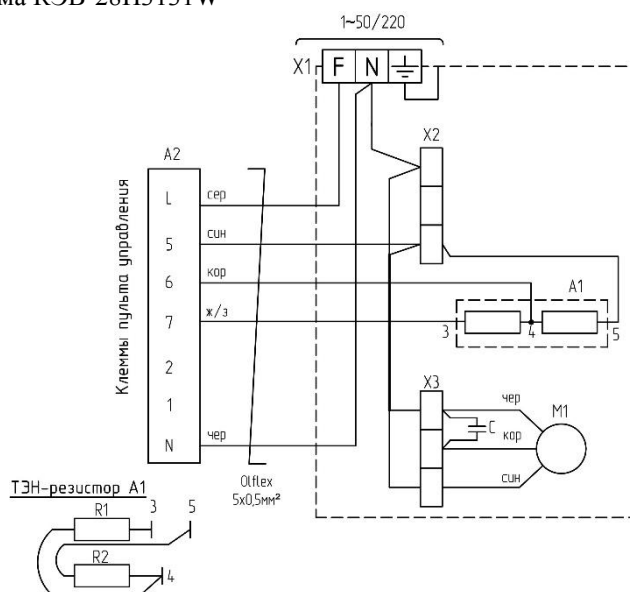 ма КЭВ-28П3131W
1~50/220
X1
F N
X2
A2
Клеммы пульта управления
L сер
5 син
6 кор
7 ж/з
2
1
N чер
A1
3 4 5
X3
чер
C
кор
син
M1
Olflex
5х0,5мм²
ТЭН-резистор А1
R1 3 5
R2 4